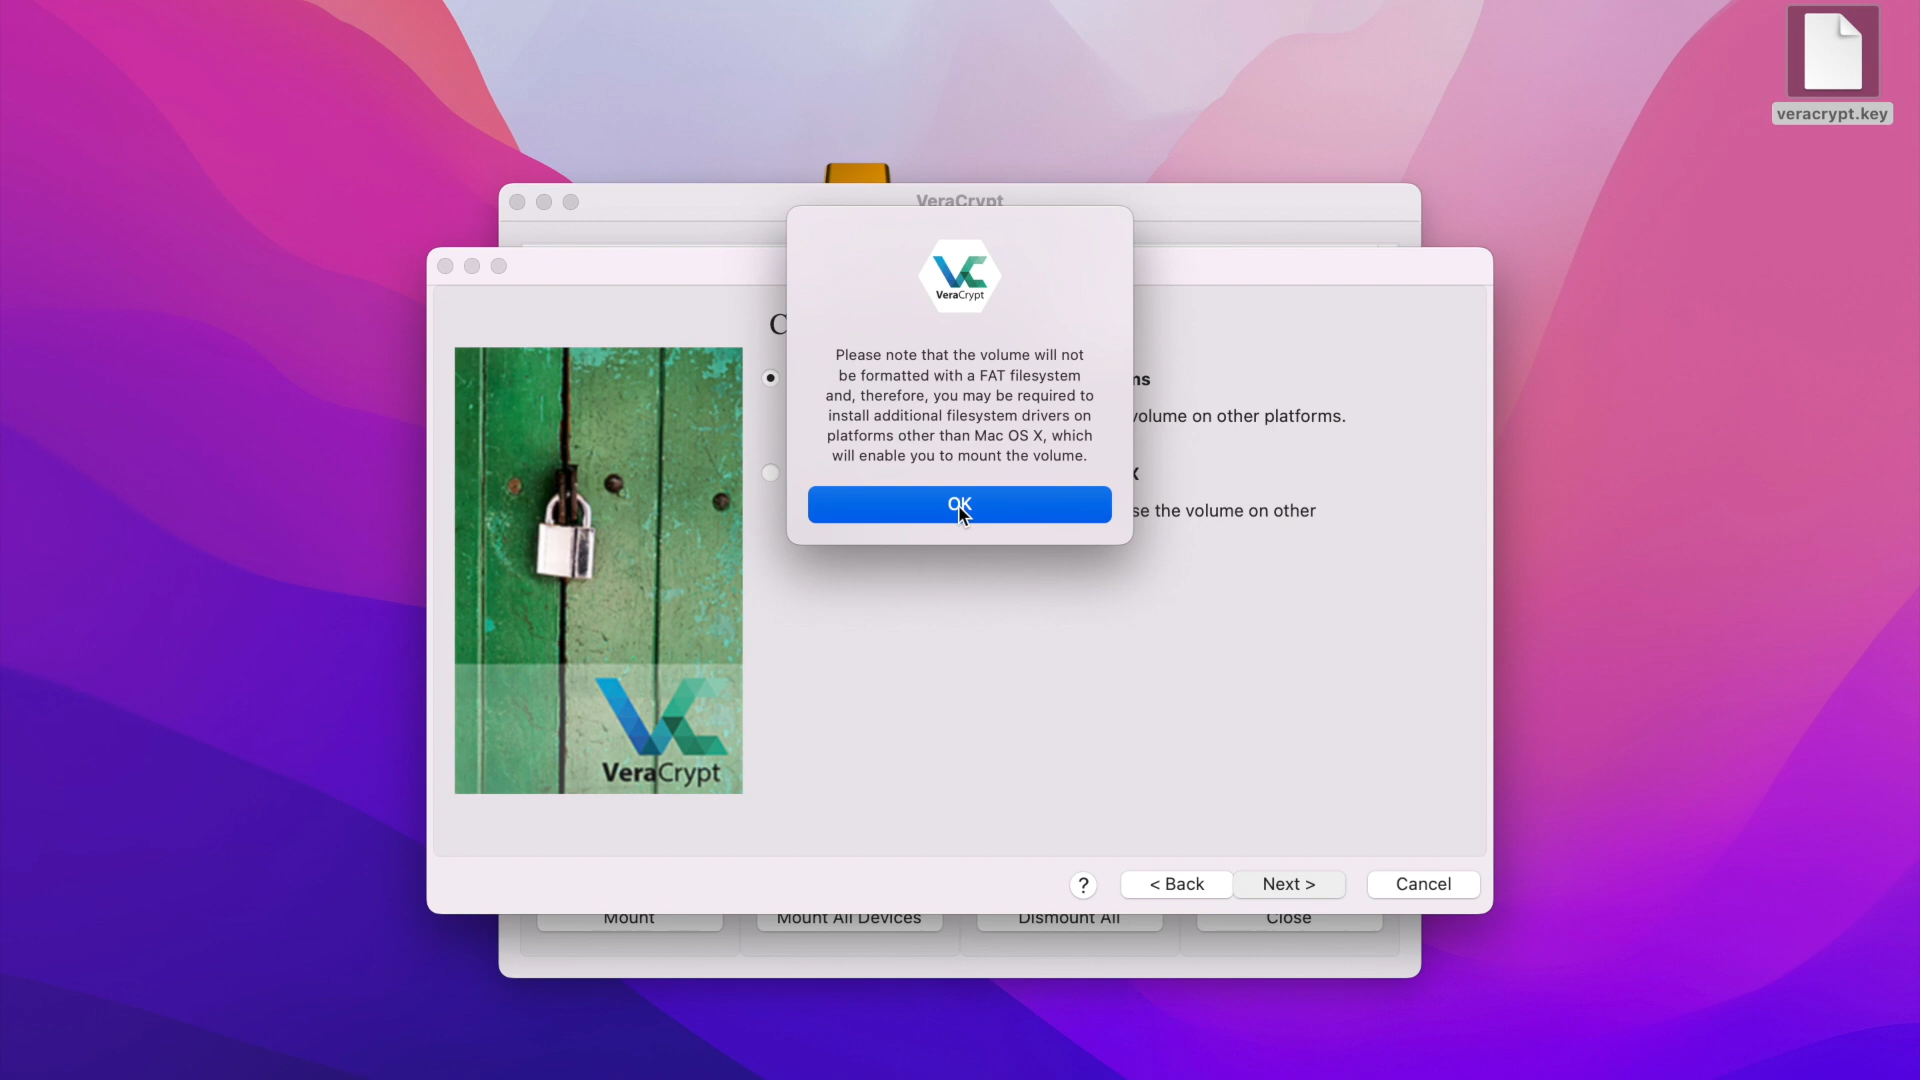 veracrypt.key
VeraCrypt
VeraCrypt
C
Please note that the volume will not
be formatted with a FAT filesystem
and, therefore, you may be required to
install additional filesystem drivers on
platforms other than Mac OS X, which
will enable you to mount the volume.
OK
ms
volume on other platforms.
X
se the volume on other
VeraCrypt
?
< Back
Next >
Cancel
Mount
Mount All Devices
Dismount All
Close